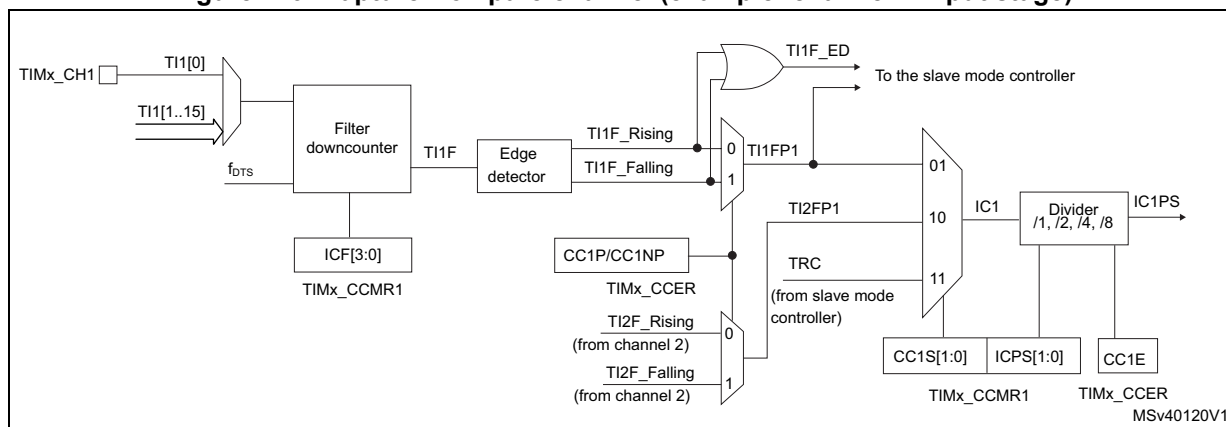 TIMx_CH1
TI1[0]
TI1[1..15]
fDTS
Filter
downcounter
ICF[3:0]
TIMx_CCMR1
TI1F
Edge
detector
TI1F_Rising
TI1F_Falling
TI1F_ED
To the slave mode controller
0
1
TI1FP1
CC1P/CC1NP
TIMx_CCER
TI2F_Rising
(from channel 2)
TI2F_Falling
(from channel 2)
0
1
TI2FP1
TRC
(from slave mode
controller)
01
10
11
IC1
Divider
/1, /2, /4, /8
IC1PS
CC1S[1:0]
ICPS[1:0]
TIMx_CCMR1
CC1E
TIMx_CCER
MSv40120V1